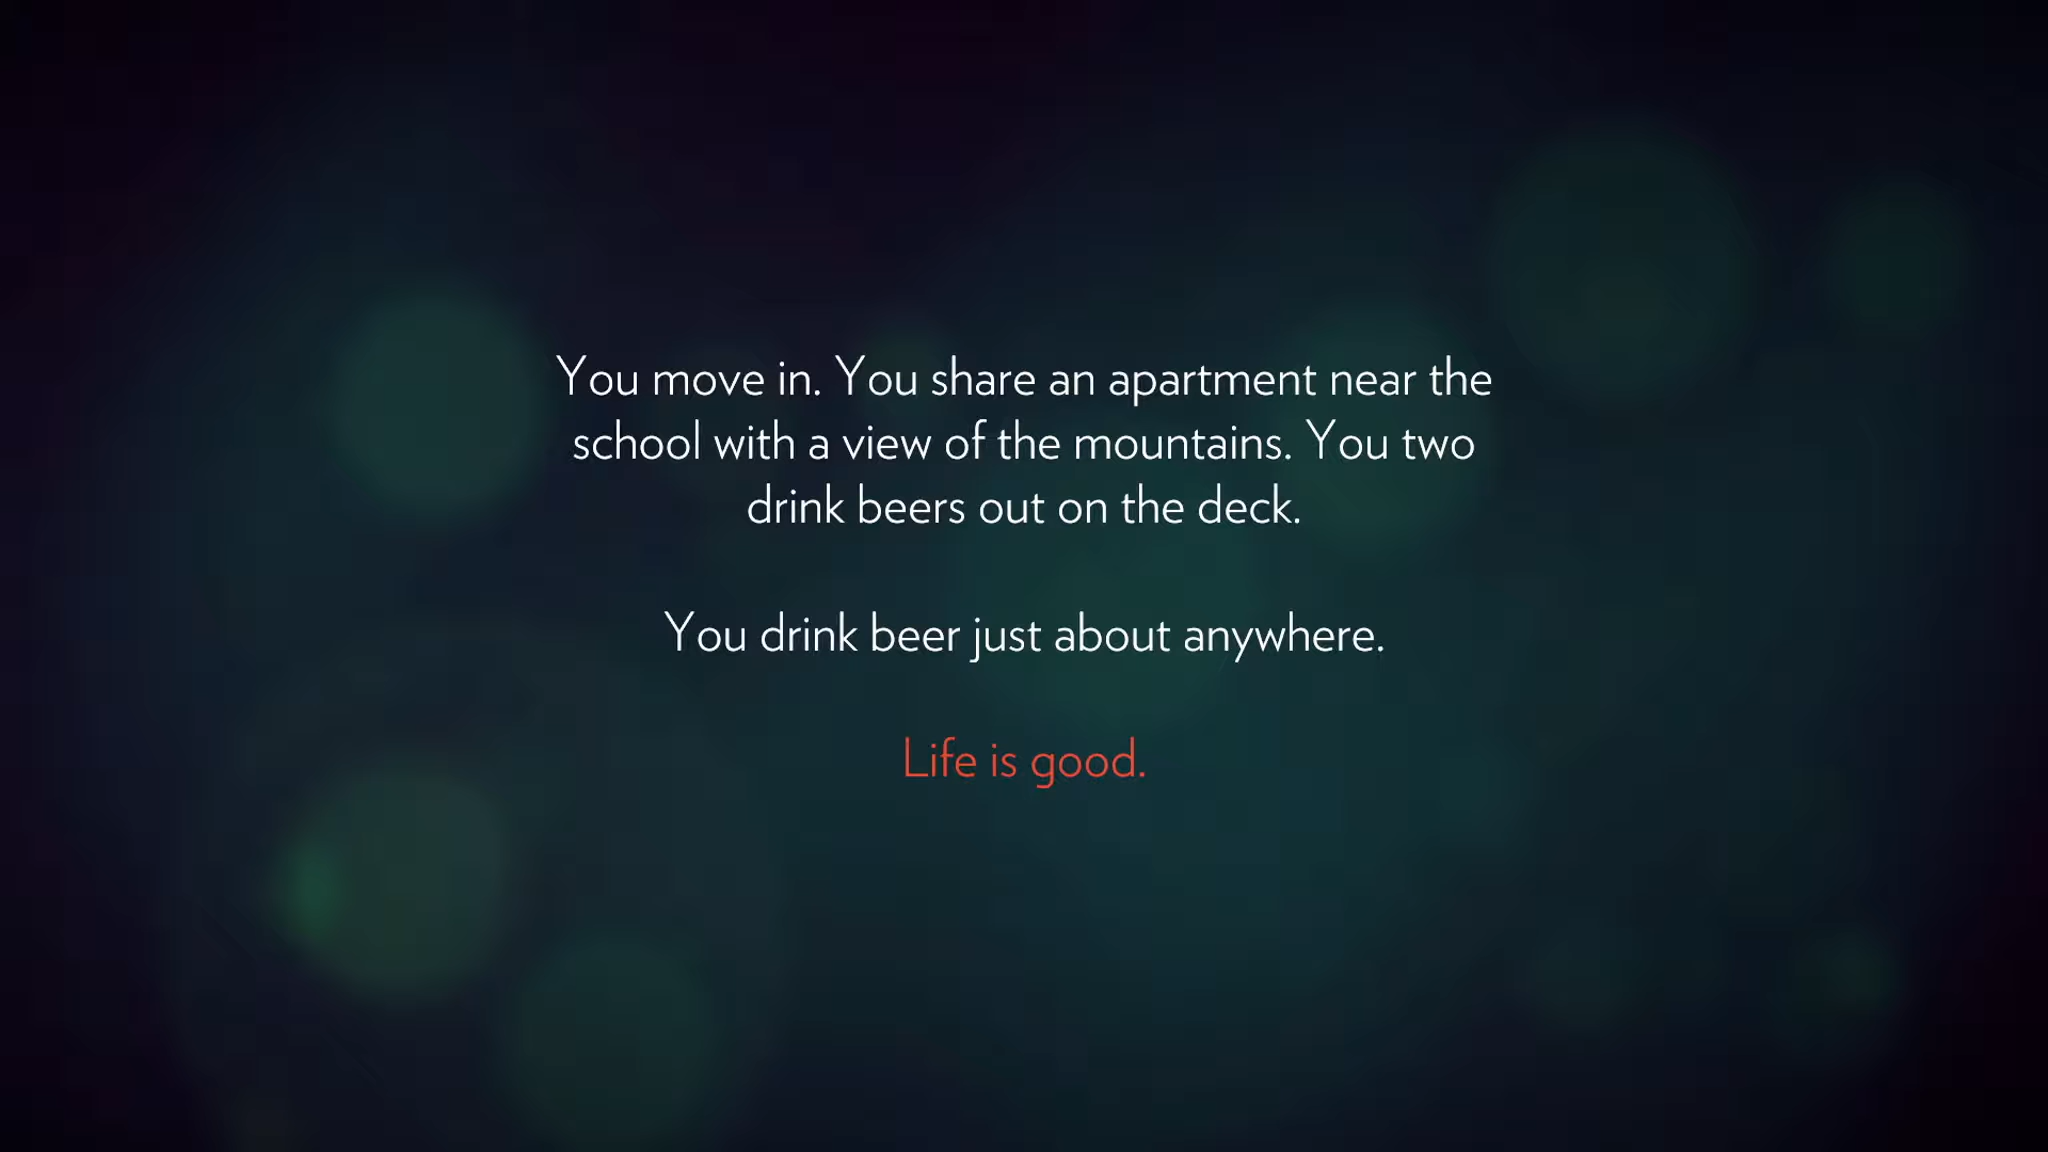 You move in. You share an apartment near the
school with a view of the mountains. You two
drink beers out on the deck.
You drink beer just about anywhere.
Life is good.